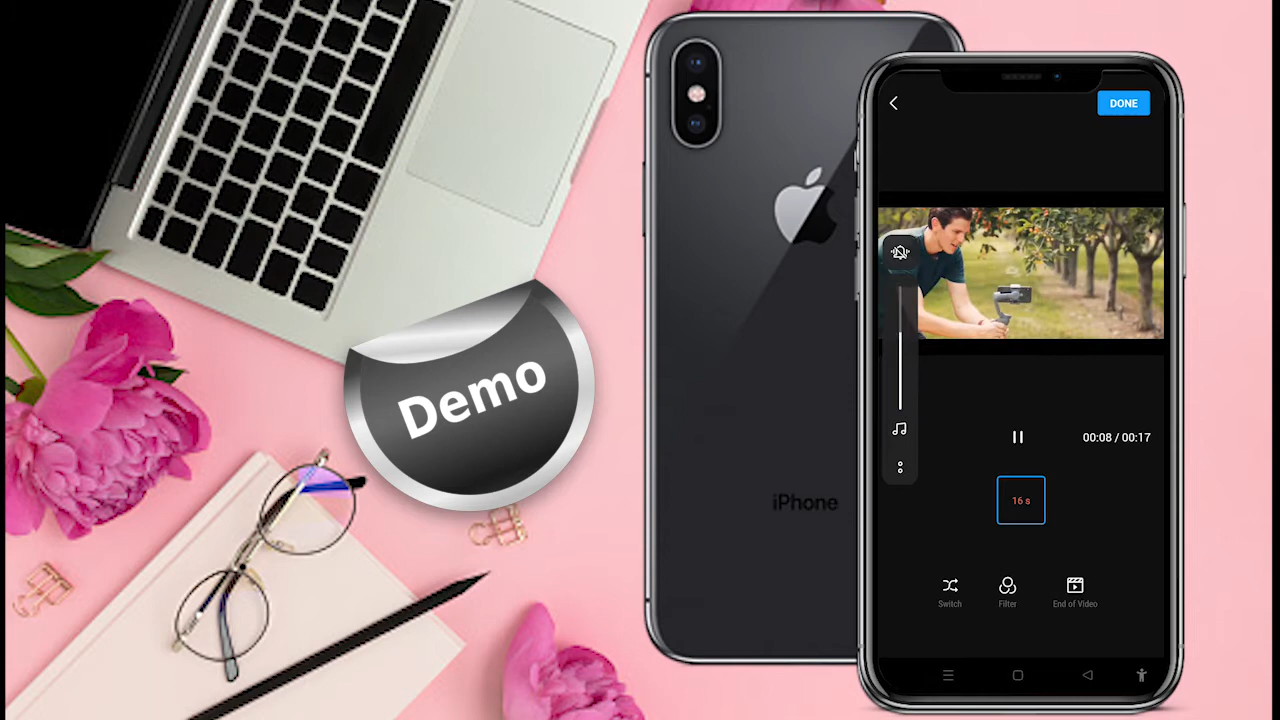 DONE
Demo
00:08 / 00:17
iPhone
16 s
Switch
Filter
End of Video